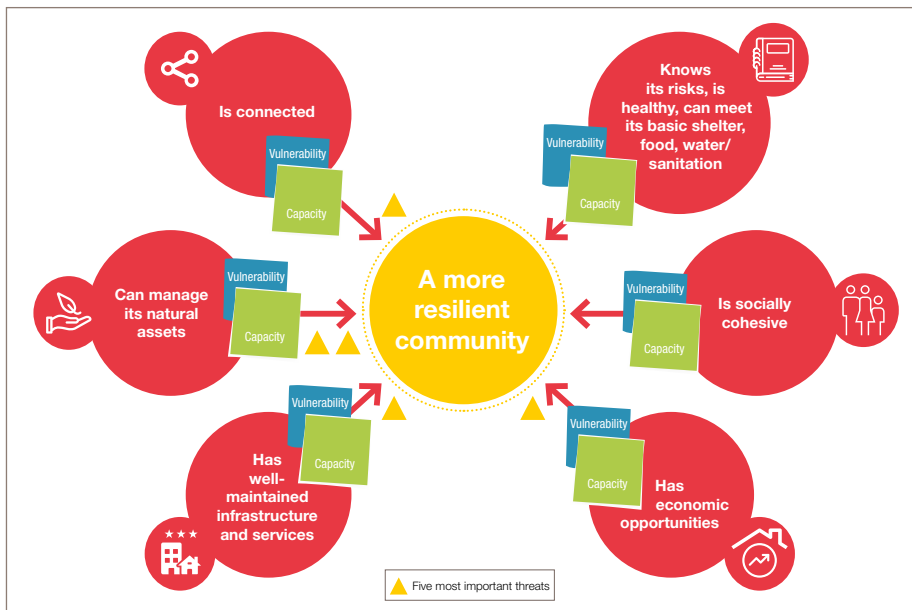 Is connected
Vulnerability
Capacity
Knows
its risks, is
healthy, can meet
its basic shelter,
food, water/
sanitation
Vulnerability
Capacity
Can manage
its natural
assets
Vulnerability
Capacity
A more
resilient
community
Vulnerability
Capacity
Is socially
cohesive
Vulnerability
Capacity
Has
well-
maintained
infrastructure
and services
Vulnerability
Capacity
Has
economic
opportunities
Five most important threats